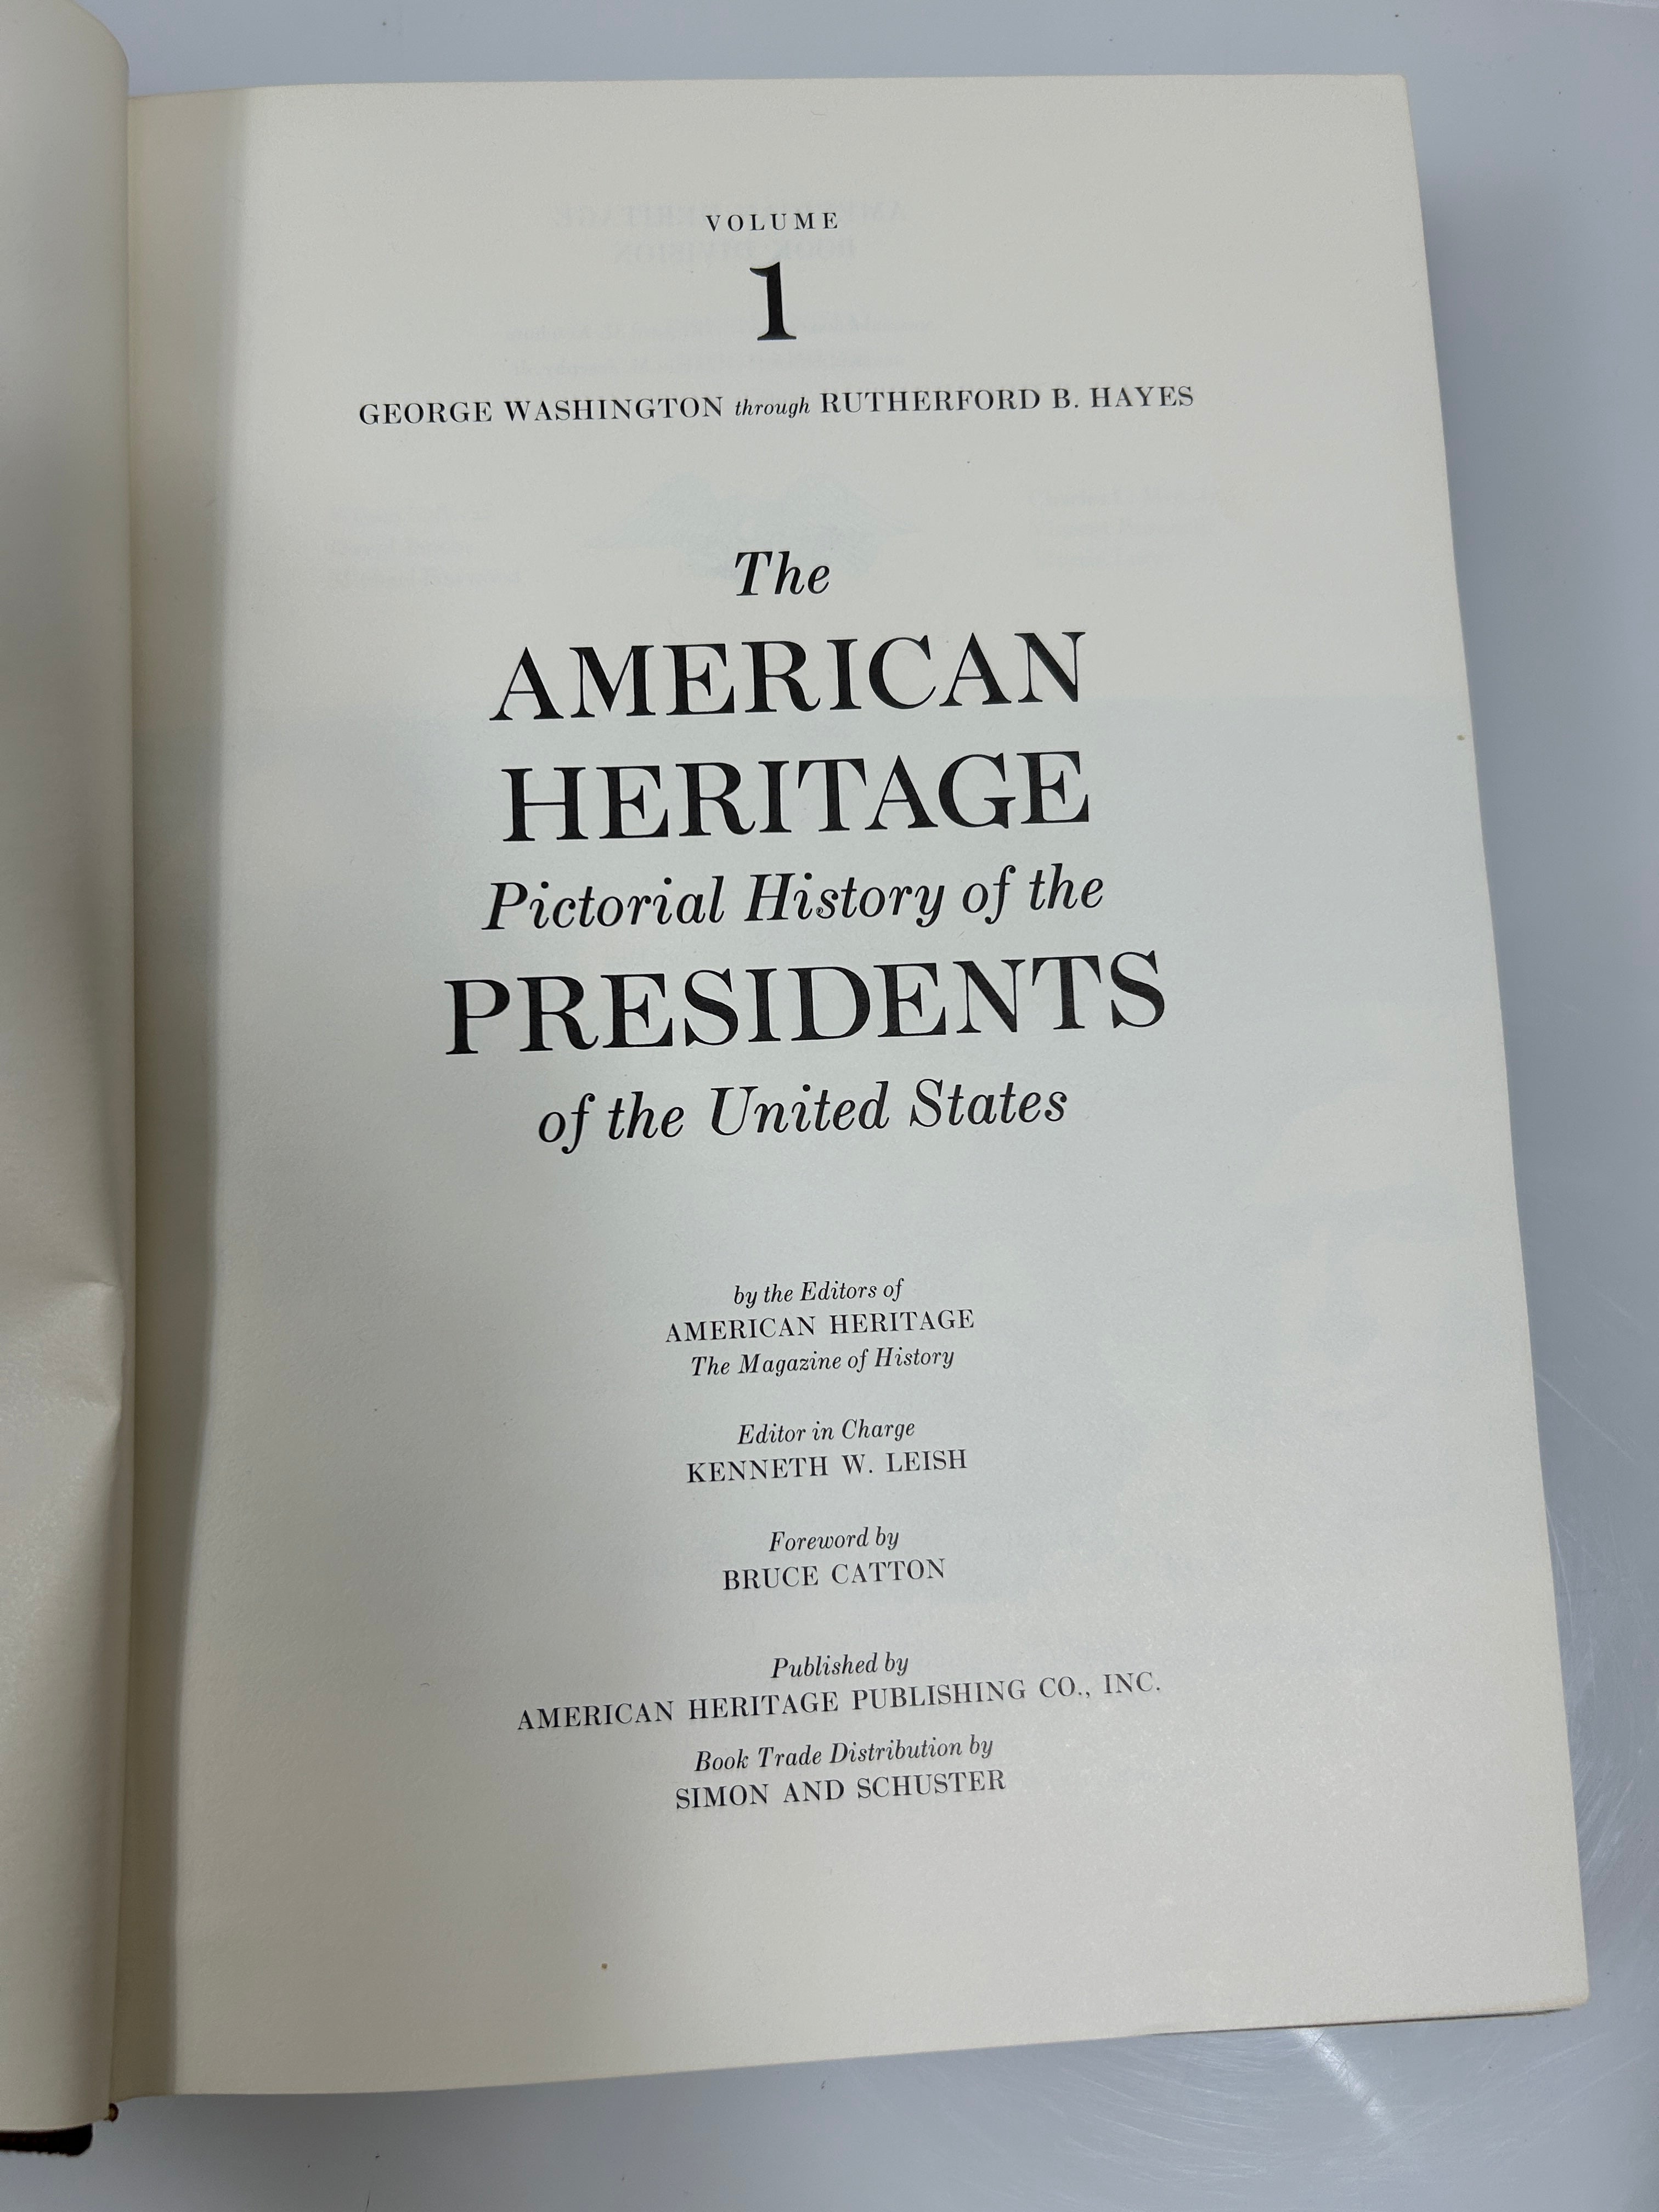 VOLUME
1
GEORGE WASHINGTON through RUTHERFORD B. HAYES
The
AMERICAN
HERITAGE
Pictorial History of the
PRESIDENTS
of the United States
by the Editors of
AMERICAN HERITAGE
The Magazine of History
Editor in Charge
KENNETH W. LEISH
Foreword by
BRUCE CATTON
Published by
AMERICAN HERITAGE PUBLISHING CO., INC.
Book Trade Distribution by
SIMON AND SCHUSTER